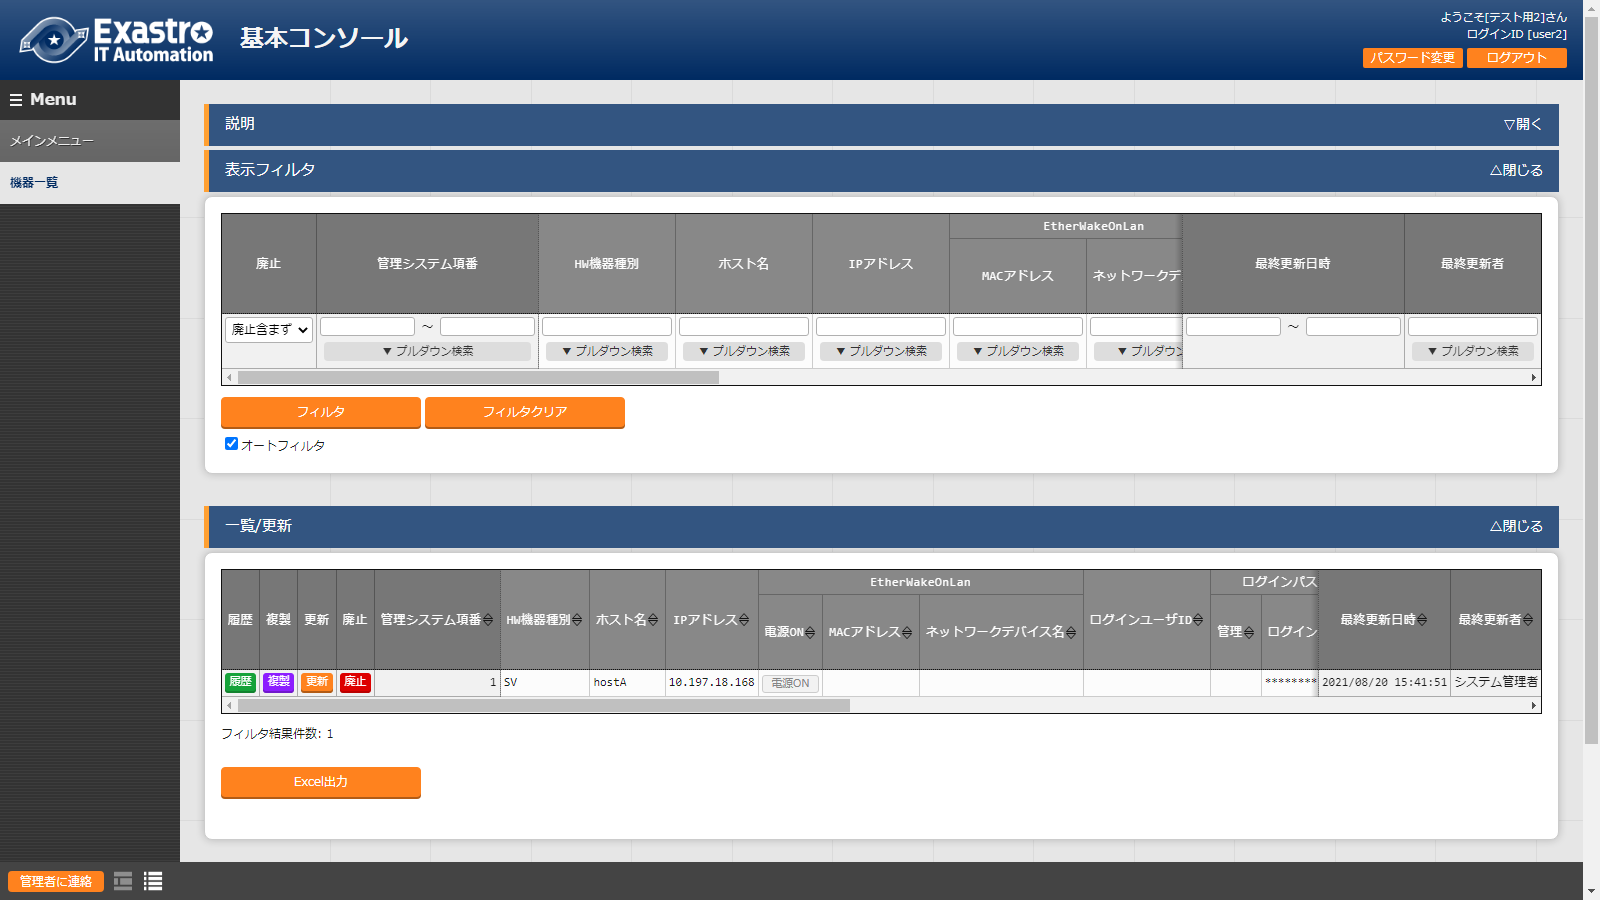 Exastro
IT Automation
基本コンソール
ようこそ[テスト用2]さん
ログインID [user2]
パスワード変更
ログアウト
Menu
メインメニュー
機器一覧
説明
▽開く
表示フィルタ
△閉じる
廃止
管理システム項番
HW機器種別
ホスト名
IPアドレス
EtherWakeOnLan
MACアドレス
ネットワークデ
最終更新日時
最終更新者
廃止含まず
～
～
▼ プルダウン検索
▼ プルダウン検索
▼ プルダウン検索
▼ プルダウン検索
▼ プルダウン検索
▼ プルダウン
▼ プルダウン検索
フィルタ
フィルタクリア
オートフィルタ
一覧/更新
△閉じる
履歴
複製
更新
廃止
管理システム項番
HW機器種別
ホスト名
IPアドレス
EtherWakeOnLan
電源ON
MACアドレス
ネットワークデバイス名
ログインユーザID
ログインパス
管理
ログイン
最終更新日時
最終更新者
履歴
複製
更新
廃止
1
SV
hostA
10.197.18.168
電源ON
********
2021/08/20 15:41:51
システム管理者
フィルタ結果件数: 1
Excel出力
管理者に連絡